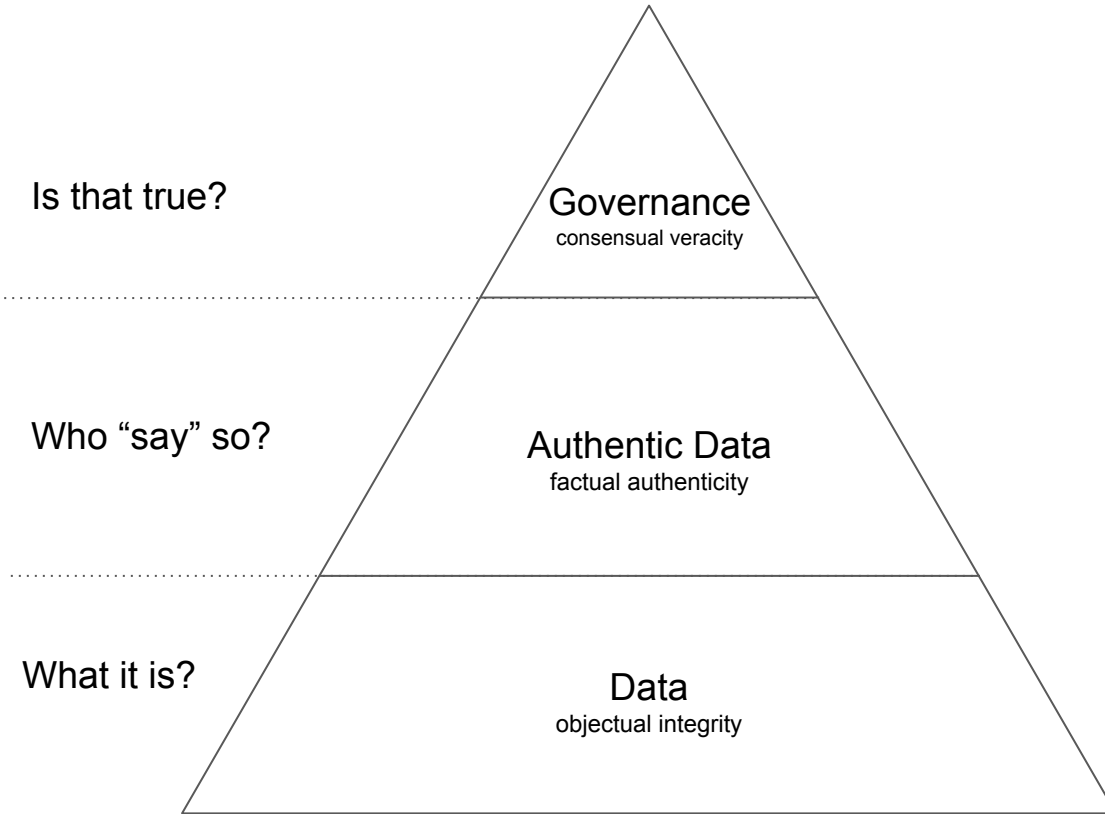 Is that true?
Governance
consensual veracity
Who “say” so?
Authentic Data
factual authenticity
What it is?
Data
objectual integrity